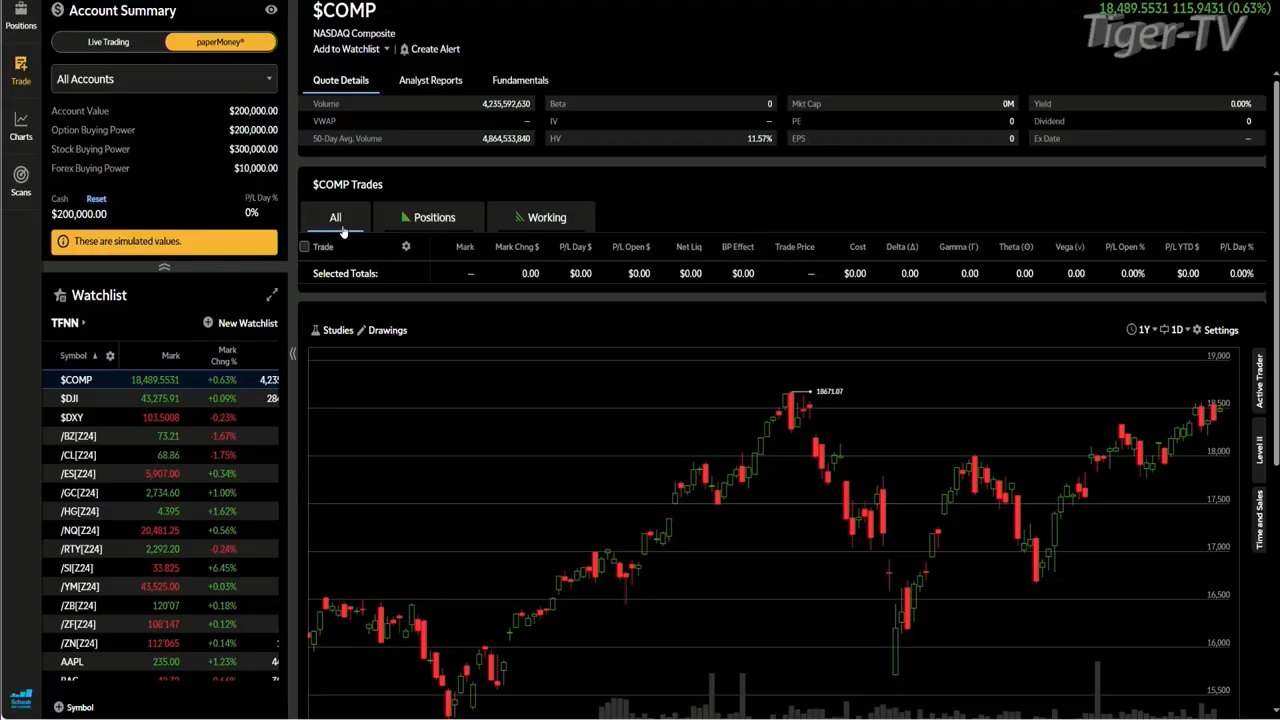 Positions
Trade
Charts
Scans
Schwab
Account Summary
Live Trading
paperMoney®
All Accounts
Account Value $200,000.00
Option Buying Power $200,000.00
Stock Buying Power $300,000.00
Forex Buying Power $10,000.00
Cash Reset P/L Day %
$200,000.00 0%
These are simulated values.
Watchlist
TFNN New Watchlist
Symbol Mark Mark Chng %
$COMP 18,489.5531 +0.63% 4,23
$DJI 43,275.91 +0.09% 28
$DXY 103.5008 -0.23%
/BZ[Z24] 73.21 -1.67%
/CL[Z24] 68.86 -1.75%
/ES[Z24] 5,907.00 +0.34%
/GC[Z24] 2,734.60 +1.00%
/HG[Z24] 4.395 +1.62%
/NQ[Z24] 20,481.25 +0.56%
/RTY[Z24] 2,292.20 -0.24%
/SI[Z24] 33.825 +6.45%
/YM[Z24] 43,525.00 +0.03%
/ZB[Z24] 120'07 +0.18%
/ZF[Z24] 108'147 +0.12%
/ZN[Z24] 112'065 +0.14%
AAPL 235.00 +1.23%
Symbol
$COMP
18,489.5531 115.9431 (0.63%)
Tiger-TV
NASDAQ Composite
Add to Watchlist Create Alert
Quote Details Analyst Reports Fundamentals
Volume 4,235,592,630 Beta 0 Mkt Cap 0M Yield 0.00%
VWAP – IV – PE 0 Dividend 0
50-Day Avg. Volume 4,864,533,840 HV 11.57% EPS 0 Ex Date –
$COMP Trades
All Positions Working
Trade Mark Mark Chng $ P/L Day $ P/L Open $ Net Liq BP Effect Trade Price Cost Delta (Δ) Gamma (Γ) Theta (Θ) Vega (ν) P/L Open % P/L YTD $ P/L Day %
Selected Totals: – 0.00 $0.00 $0.00 $0.00 $0.00 – $0.00 0.00 0.00 0.00 0.00 0.00% $0.00 0.00%
Studies Drawings
1Y 1D Settings
18671.07
19,000
18,500
18,000
17,500
17,000
16,500
16,000
15,500
Active Trader
Level II
Time and Sales